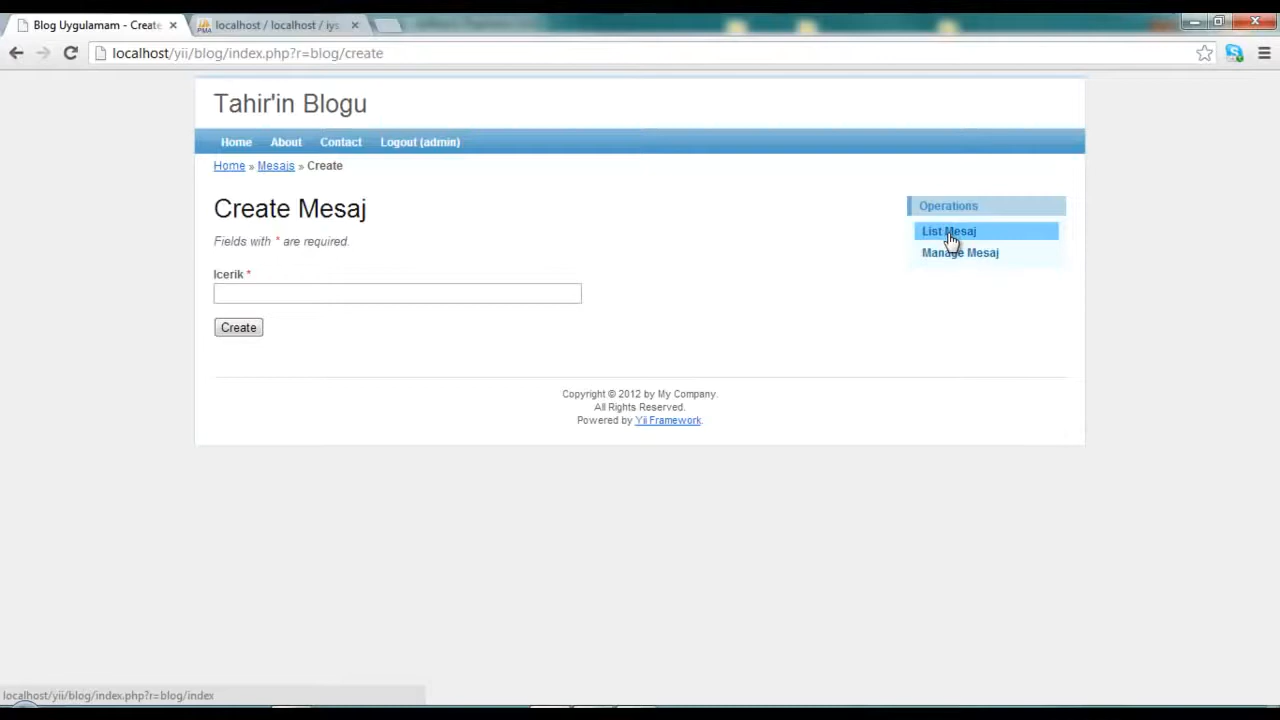 Blog Uygulamam - Create
localhost / localhost / iys
localhost/yii/blog/index.php?r=blog/create
Tahir'in Blogu
Home About Contact Logout (admin)
Home » Mesajs » Create
Create Mesaj
Operations
List Mesaj
Manage Mesaj
Fields with * are required.
Icerik *
Create
Copyright © 2012 by My Company.
All Rights Reserved.
Powered by Yii Framework.
localhost/yii/blog/index.php?r=blog/index